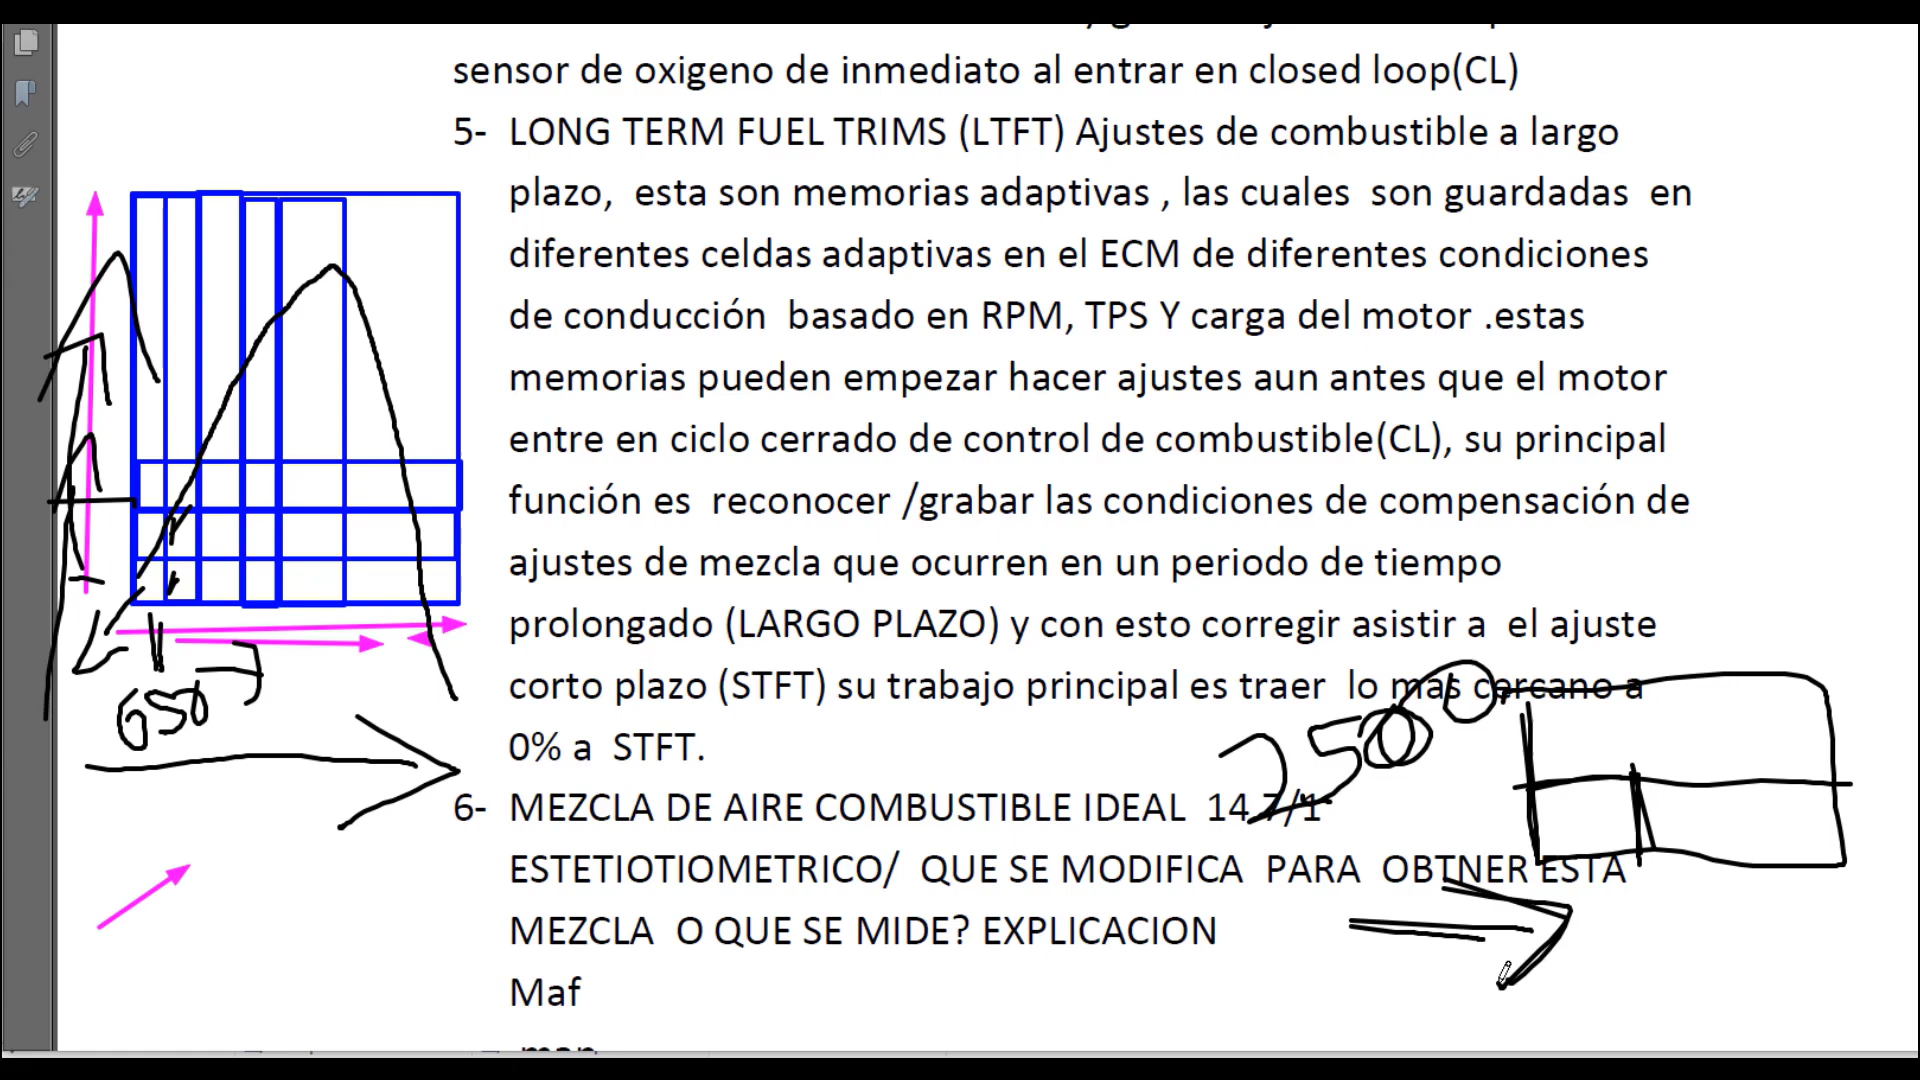 sensor de oxigeno de inmediato al entrar en closed loop(CL)
5- LONG TERM FUEL TRIMS (LTFT) Ajustes de combustible a largo
plazo, esta son memorias adaptivas , las cuales son guardadas en
diferentes celdas adaptivas en el ECM de diferentes condiciones
de conducción basado en RPM, TPS Y carga del motor .estas
memorias pueden empezar hacer ajustes aun antes que el motor
entre en ciclo cerrado de control de combustible(CL), su principal
función es reconocer /grabar las condiciones de compensación de
ajustes de mezcla que ocurren en un periodo de tiempo
prolongado (LARGO PLAZO) y con esto corregir asistir a el ajuste
corto plazo (STFT) su trabajo principal es traer lo mas cercano a
0% a STFT.
6- MEZCLA DE AIRE COMBUSTIBLE IDEAL 14.7/1
ESTETIOTIOMETRICO/ QUE SE MODIFICA PARA OBTNER ESTA
MEZCLA O QUE SE MIDE? EXPLICACION
Maf
650
2500